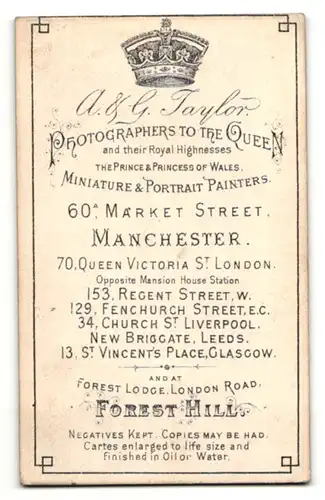 A. & G. Taylor.
PHOTOGRAPHERS TO THE QUEEN
and their Royal Highnesses
THE PRINCE & PRINCESS OF WALES.
MINIATURE & PORTRAIT PAINTERS.
60A MARKET STREET,
MANCHESTER.
70, QUEEN VICTORIA ST LONDON.
Opposite Mansion House Station
153, REGENT STREET, W.
129, FENCHURCH STREET, E.C.
34, CHURCH ST LIVERPOOL.
NEW BRIGGATE, LEEDS.
13, ST VINCENT'S PLACE, GLASGOW.
AND AT
FOREST LODGE, LONDON ROAD,
FOREST HILL.
NEGATIVES KEPT. COPIES MAY BE HAD.
Cartes enlarged to life size and
finished in Oil or Water.